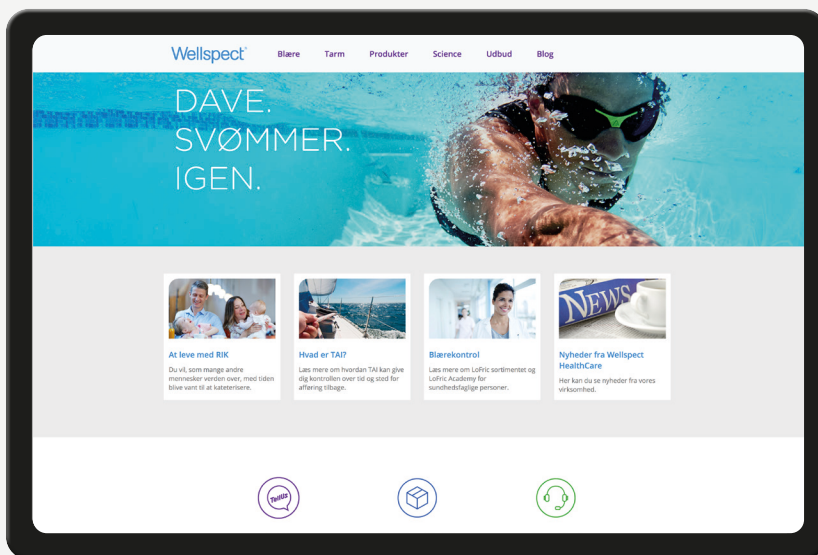 Wellspect
Blære Tarm Produkter Science Udbud Blog
DAVE.
SVØMMER.
IGEN.
NEWS
At leve med RIK
Du vil, som mange andre
mennesker verden over, med tiden
blive vant til at kateterisere.
Hvad er TAI?
Læs mere om hvordan TAI kan give
dig kontrollen over tid og sted for
afføring tilbage.
Blærekontrol
Læs mere om LoFric sortimentet og
LoFric Academy for
sundhedsfaglige personer.
Nyheder fra Wellspect
HealthCare
Her kan du se nyheder fra vores
virksomhed.
TellUs